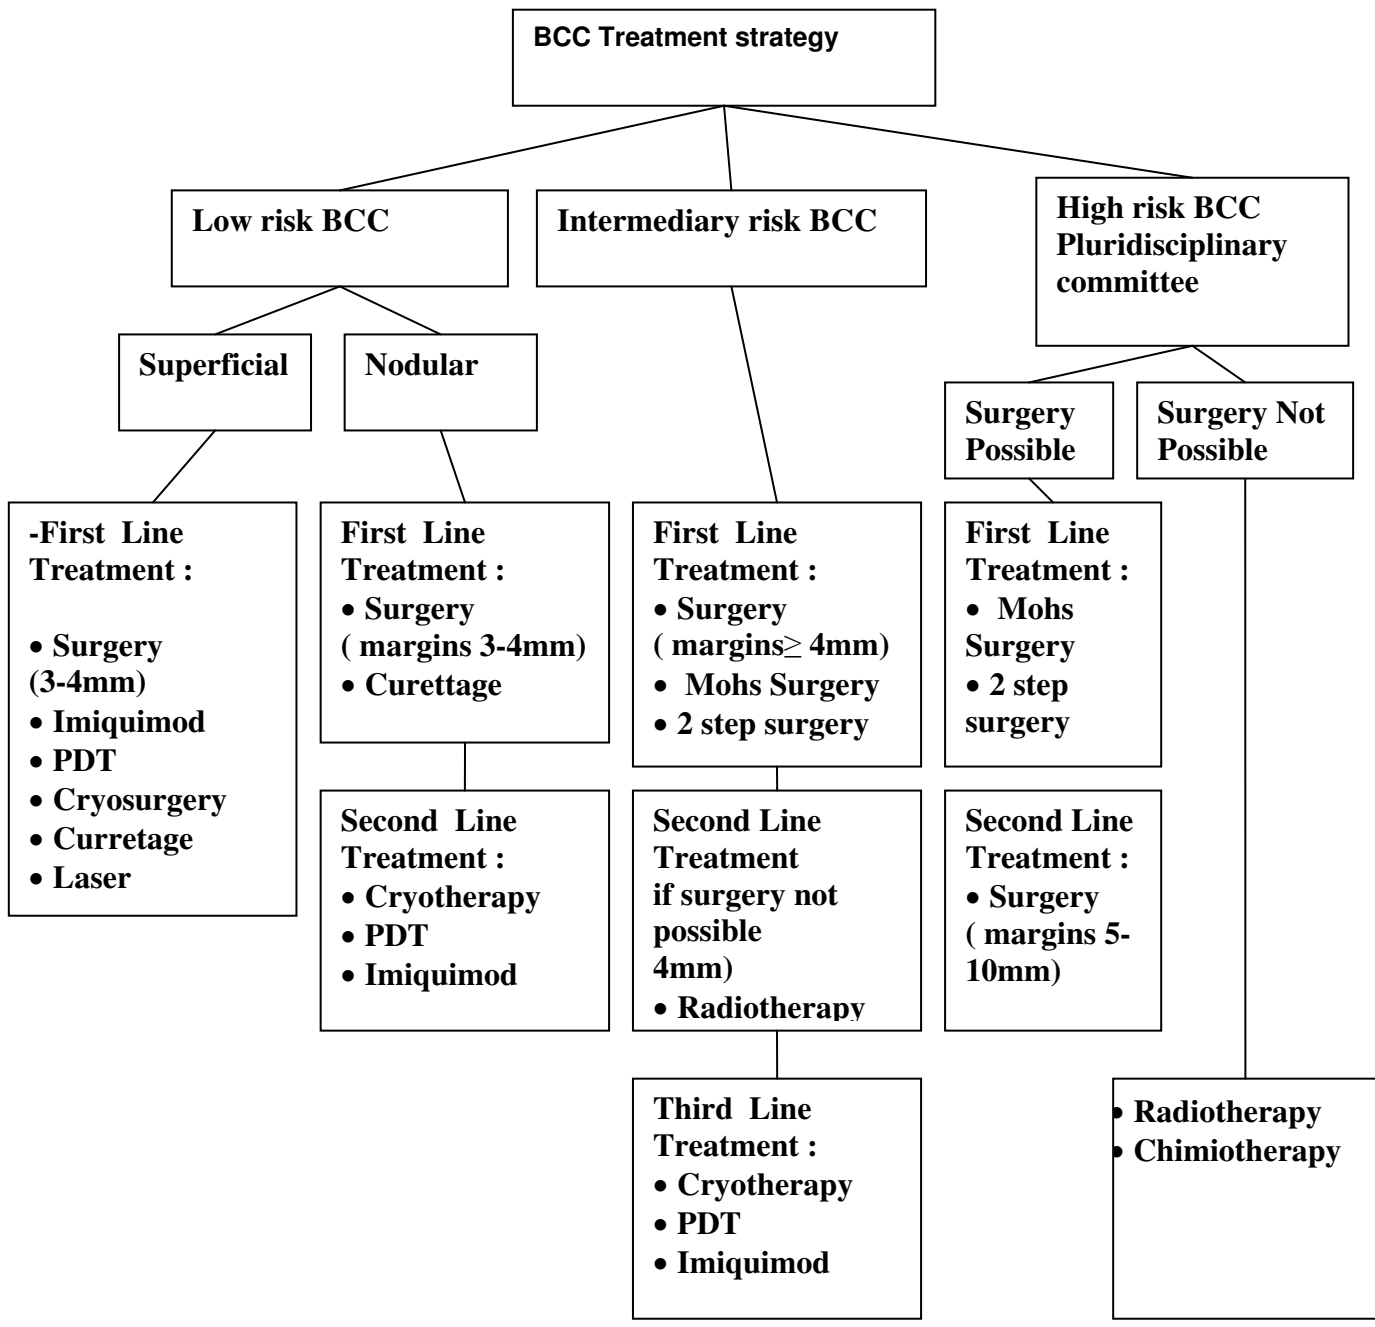 BCC Treatment strategy
Low risk BCC
Intermediary risk BCC
High risk BCC
Pluridisciplinary
committee
Superficial
Nodular
Surgery
Possible
Surgery Not
Possible
-First Line
Treatment :
• Surgery
(3-4mm)
• Imiquimod
• PDT
• Cryosurgery
• Curretage
• Laser
First Line
Treatment :
• Surgery
( margins 3-4mm)
• Curettage
First Line
Treatment :
• Surgery
( margins≥ 4mm)
• Mohs Surgery
• 2 step surgery
First Line
Treatment :
• Mohs
Surgery
• 2 step
surgery
Second Line
Treatment :
• Cryotherapy
• PDT
• Imiquimod
Second Line
Treatment
if surgery not
possible
4mm)
• Radiotherapy
Second Line
Treatment :
• Surgery
( margins 5-
10mm)
Third Line
Treatment :
• Cryotherapy
• PDT
• Imiquimod
• Radiotherapy
• Chimiotherapy